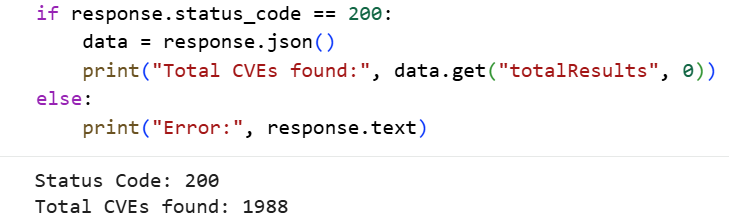 if response.status_code == 200:
    data = response.json()
    print("Total CVEs found:", data.get("totalResults", 0))
else:
    print("Error:", response.text)
Status Code: 200
Total CVEs found: 1988